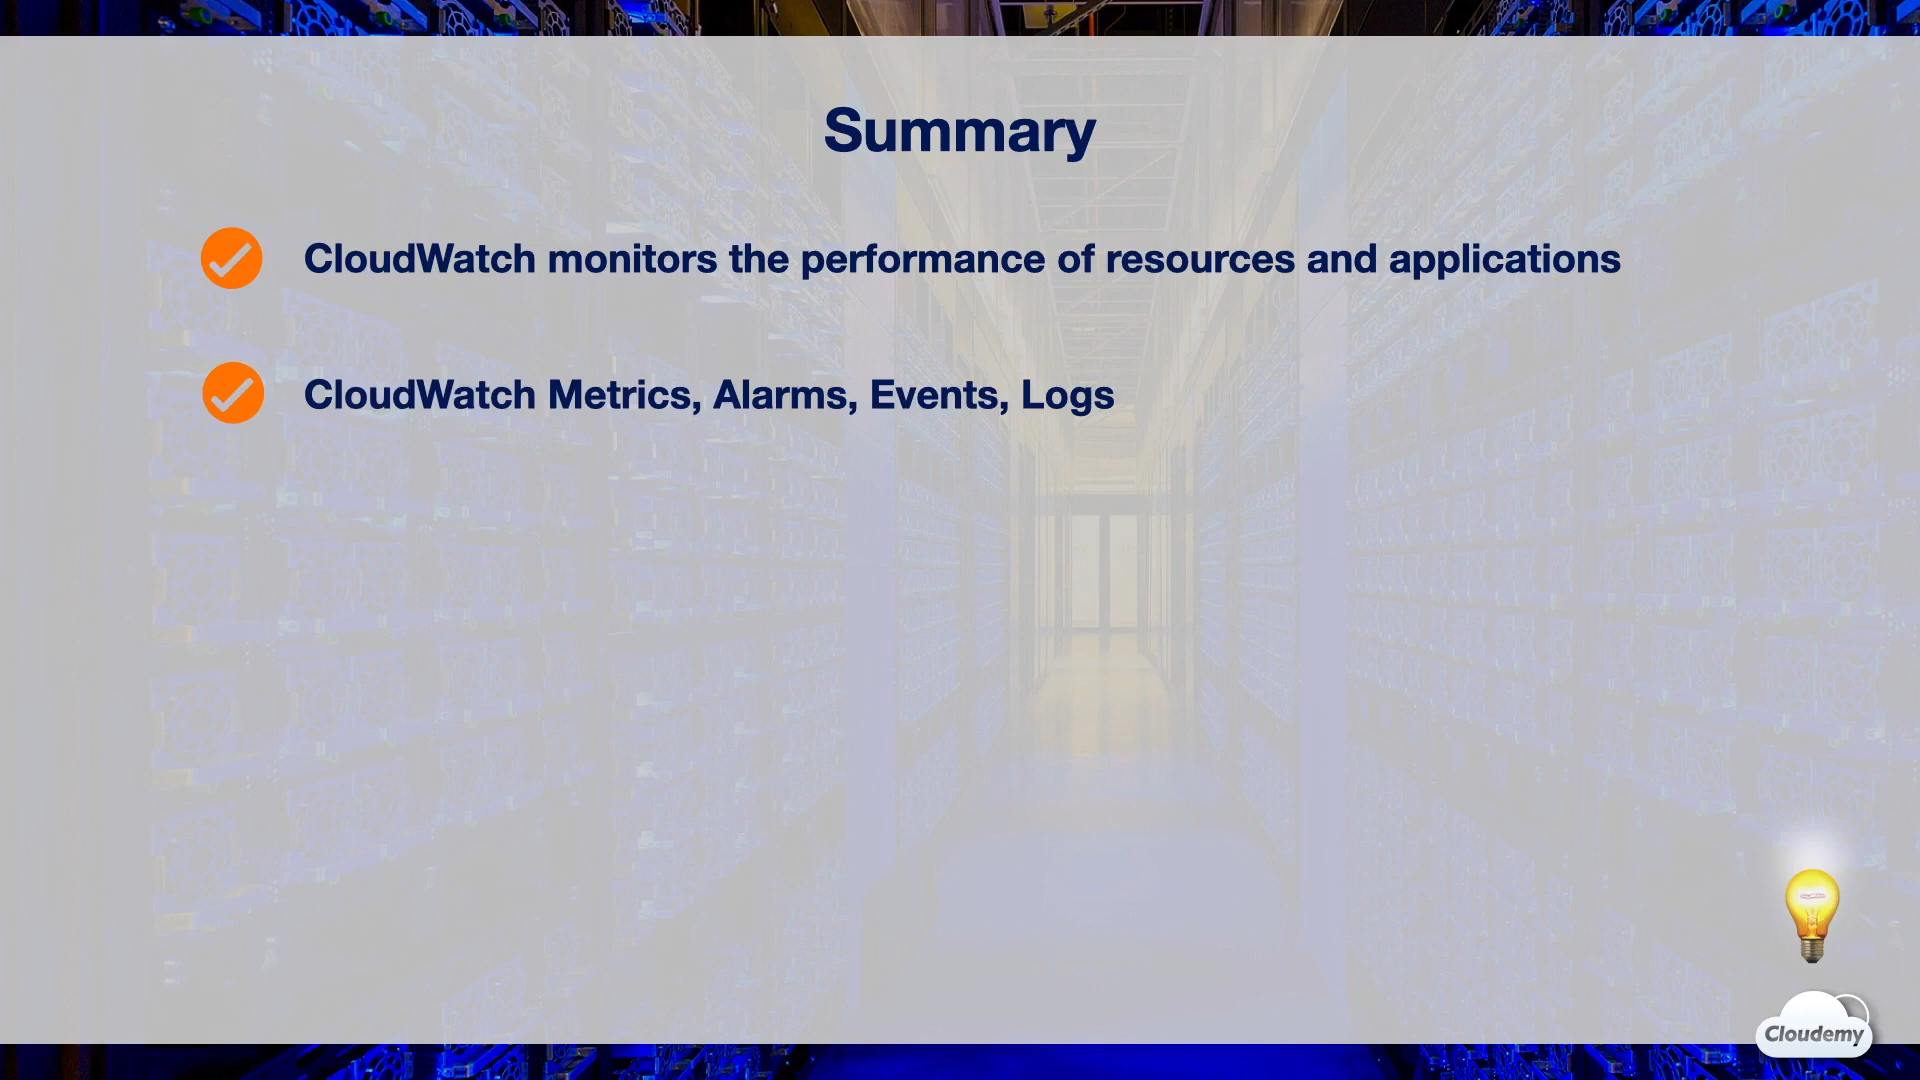 Summary
CloudWatch monitors the performance of resources and applications
CloudWatch Metrics, Alarms, Events, Logs
Cloudemy